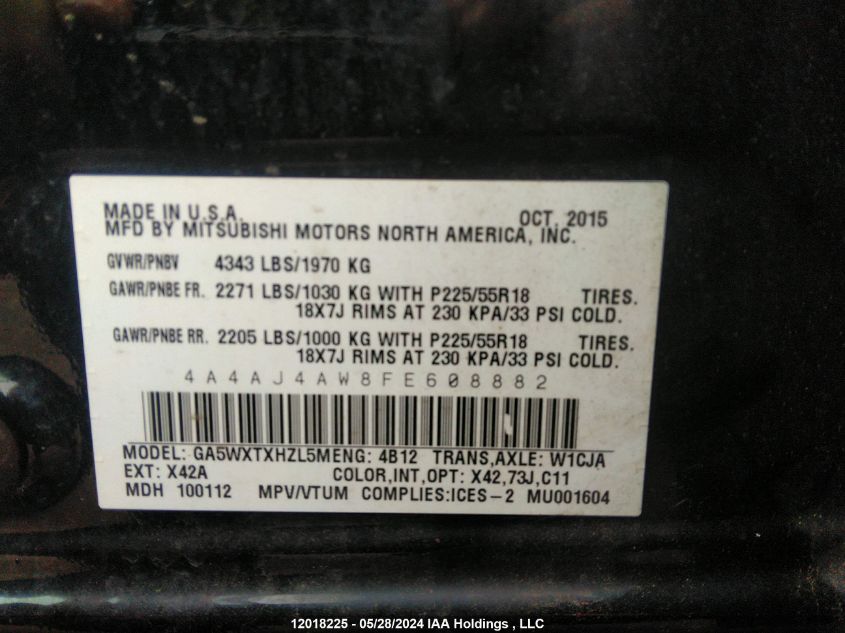 MADE IN U.S.A. OCT, 2015
MFD BY MITSUBISHI MOTORS NORTH AMERICA, INC.
GVWR/PNBV 4343 LBS/1970 KG
GAWR/PNBE FR. 2271 LBS/1030 KG WITH P225/55R18 TIRES.
18X7J RIMS AT 230 KPA/33 PSI COLD.
GAWR/PNBE RR. 2205 LBS/1000 KG WITH P225/55R18 TIRES.
18X7J RIMS AT 230 KPA/33 PSI COLD.
4A4AJ4AW8FE608882
MODEL: GA5WXTXHZL5MENG: 4B12 TRANS,AXLE: W1CJA
EXT: X42A COLOR,INT,OPT: X42,73J,C11
MDH 100112 MPV/VTUM COMPLIES:ICES-2 MU001604
12018225 - 05/28/2024 IAA Holdings , LLC